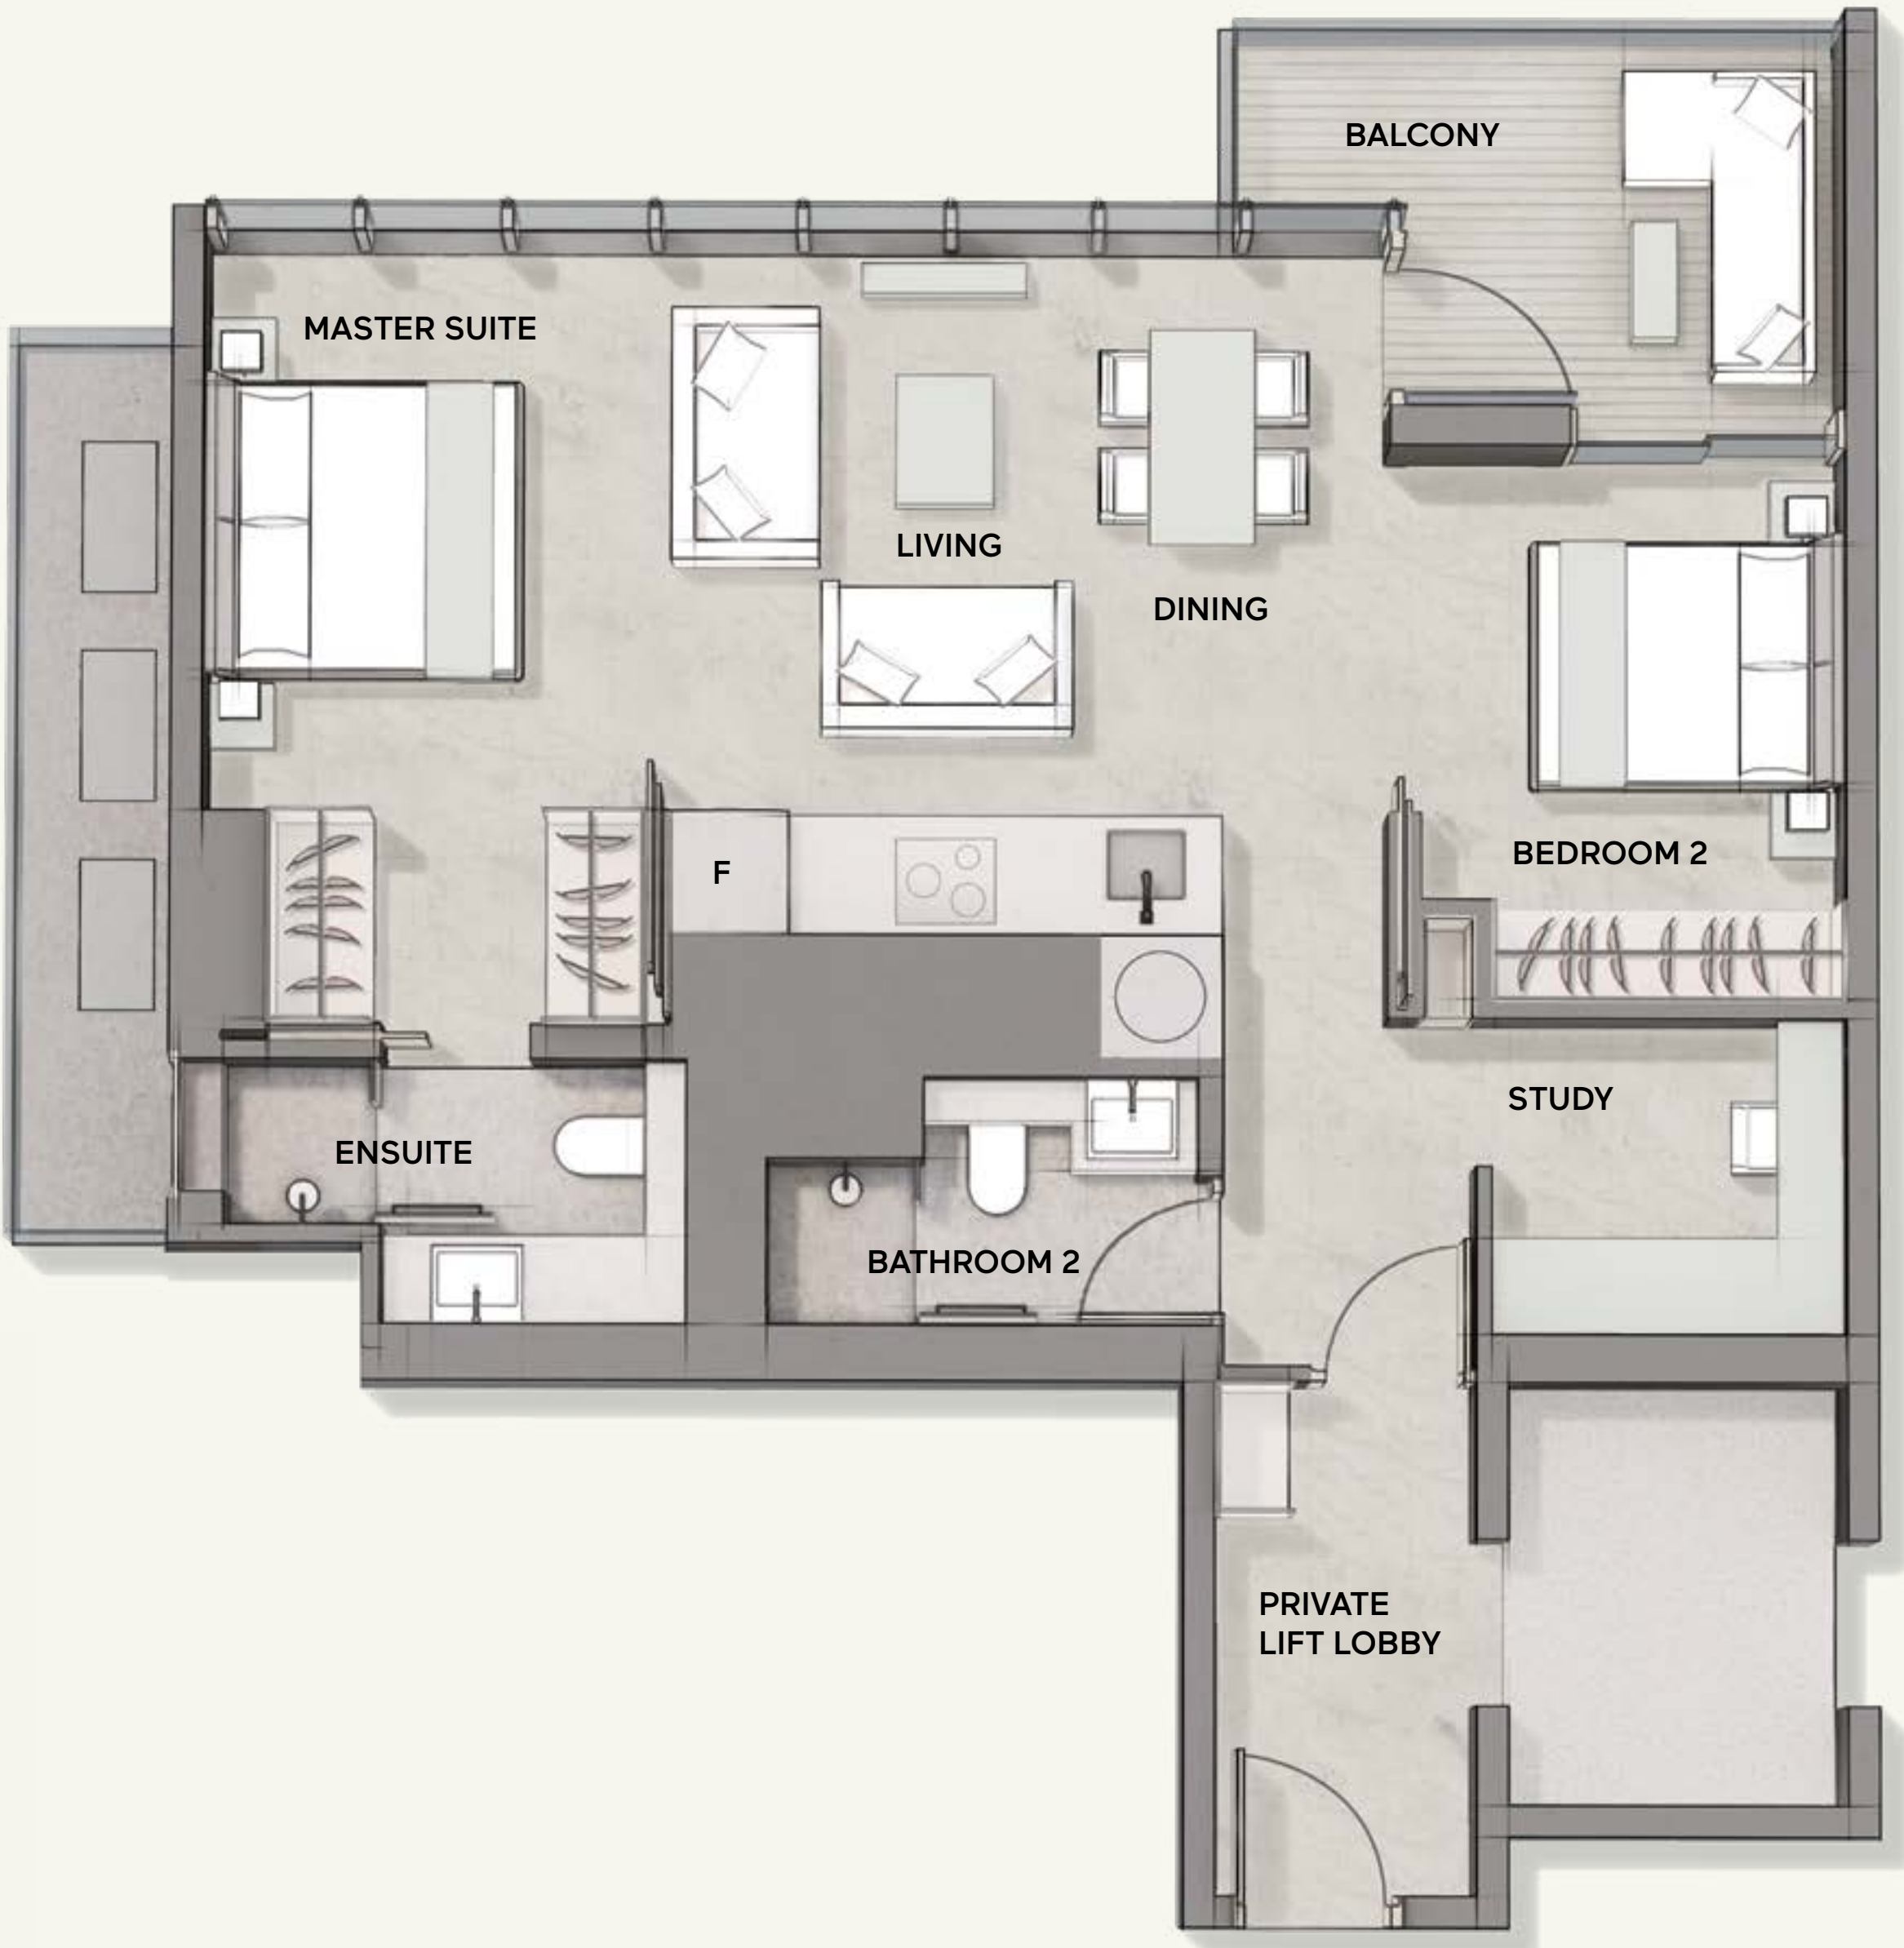 BALCONY
MASTER SUITE
LIVING
DINING
F
BEDROOM 2
STUDY
ENSUITE
BATHROOM 2
PRIVATE
LIFT LOBBY